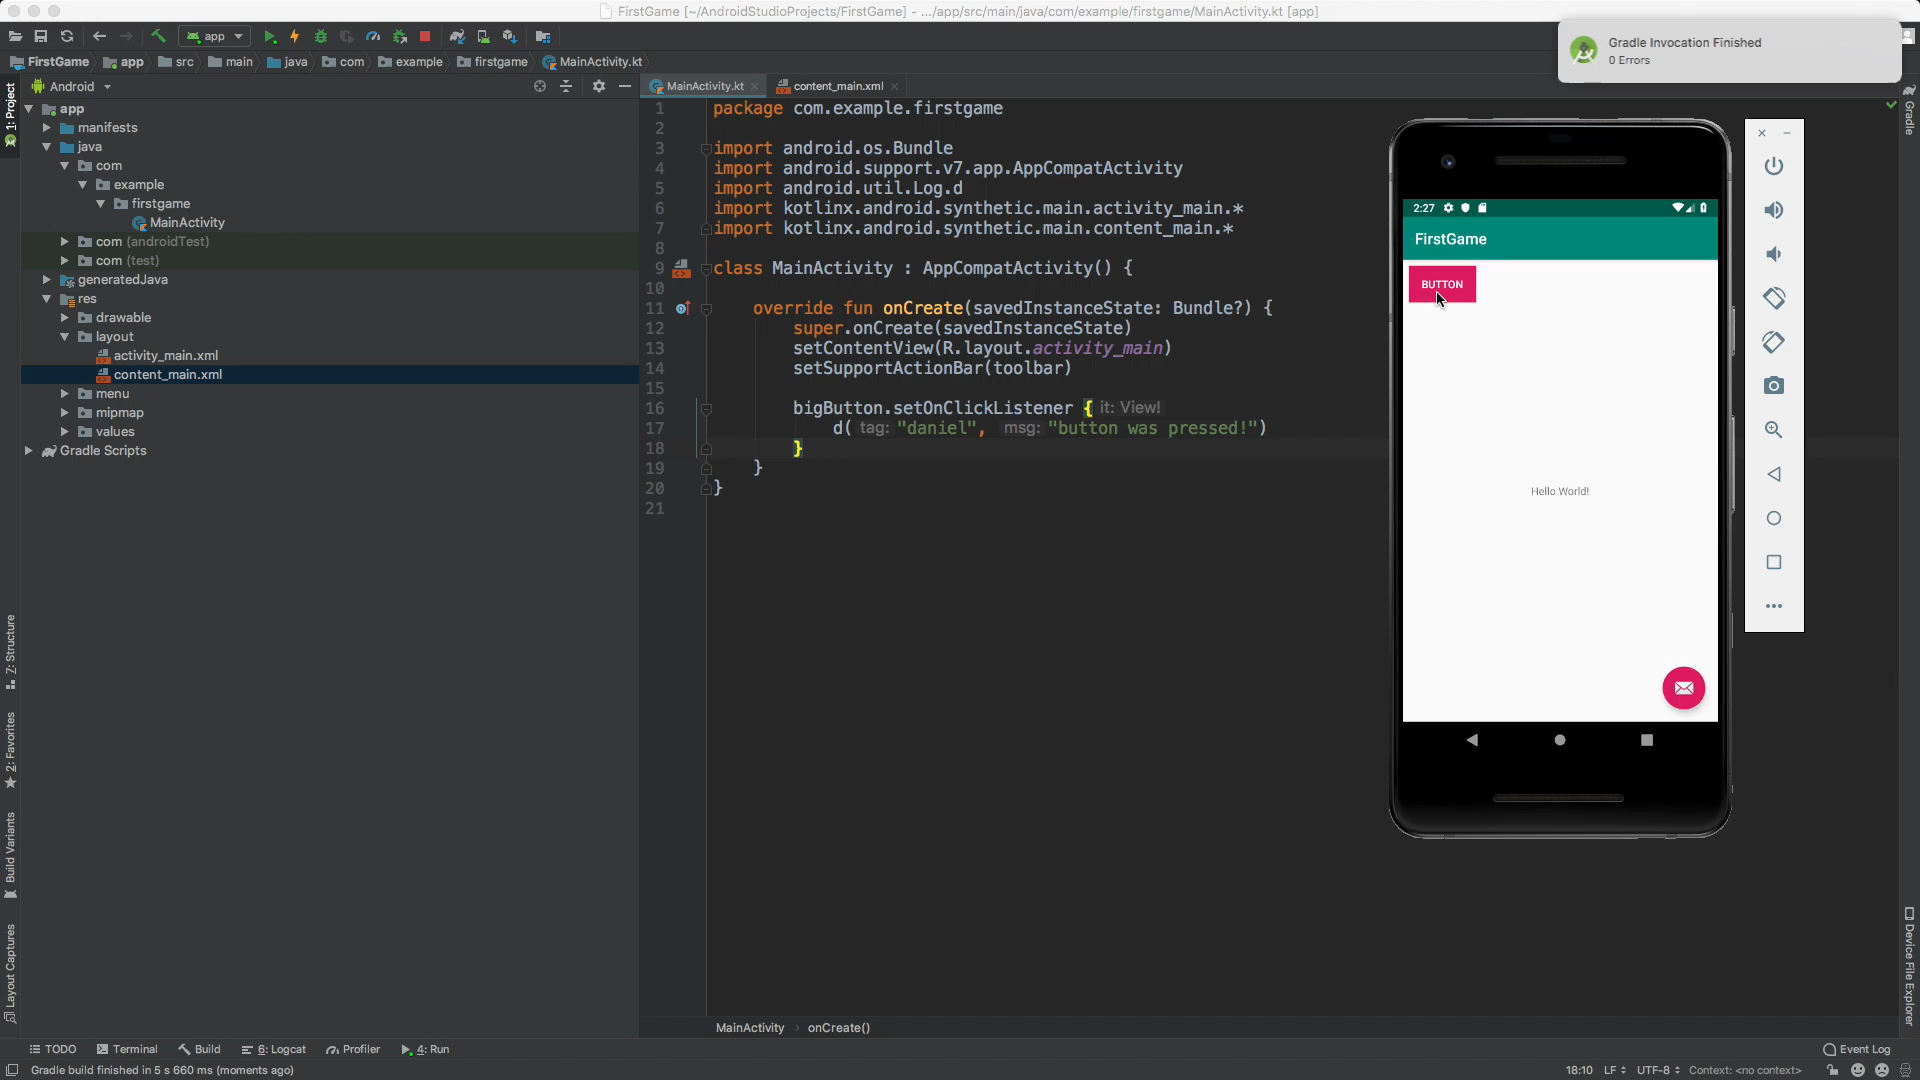 FirstGame [~/AndroidStudioProjects/FirstGame] - .../app/src/main/java/com/example/firstgame/MainActivity.kt [app]
app
FirstGame app src main java com example firstgame MainActivity.kt
Gradle Invocation Finished
0 Errors
Android
MainActivity.kt
content_main.xml
1: Project
Gradle
app
manifests
java
com
example
firstgame
MainActivity
com (androidTest)
com (test)
generatedJava
res
drawable
layout
activity_main.xml
content_main.xml
menu
mipmap
values
Gradle Scripts
1 package com.example.firstgame
2
3 import android.os.Bundle
4 import android.support.v7.app.AppCompatActivity
5 import android.util.Log.d
6 import kotlinx.android.synthetic.main.activity_main.*
7 import kotlinx.android.synthetic.main.content_main.*
8
9 class MainActivity : AppCompatActivity() {
10
11 override fun onCreate(savedInstanceState: Bundle?) {
12 super.onCreate(savedInstanceState)
13 setContentView(R.layout.activity_main)
14 setSupportActionBar(toolbar)
15
16 bigButton.setOnClickListener { it: View!
17 d( tag: "daniel", msg: "button was pressed!")
18 }
19 }
20 }
21
2:27
FirstGame
BUTTON
Hello World!
Z: Structure
2: Favorites
Build Variants
Layout Captures
Device File Explorer
MainActivity › onCreate()
TODO Terminal Build 6: Logcat Profiler 4: Run
Event Log
Gradle build finished in 5 s 660 ms (moments ago)
18:10 LF UTF-8 Context: <no context>